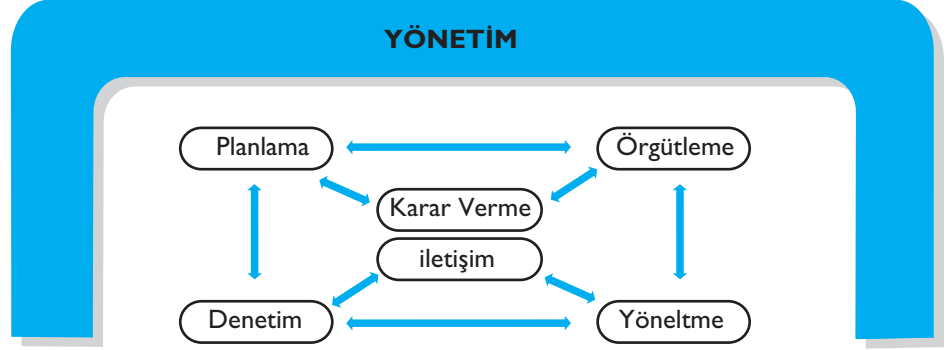 YÖNETİM
Planlama
Örgütleme
Karar Verme
iletişim
Denetim
Yöneltme